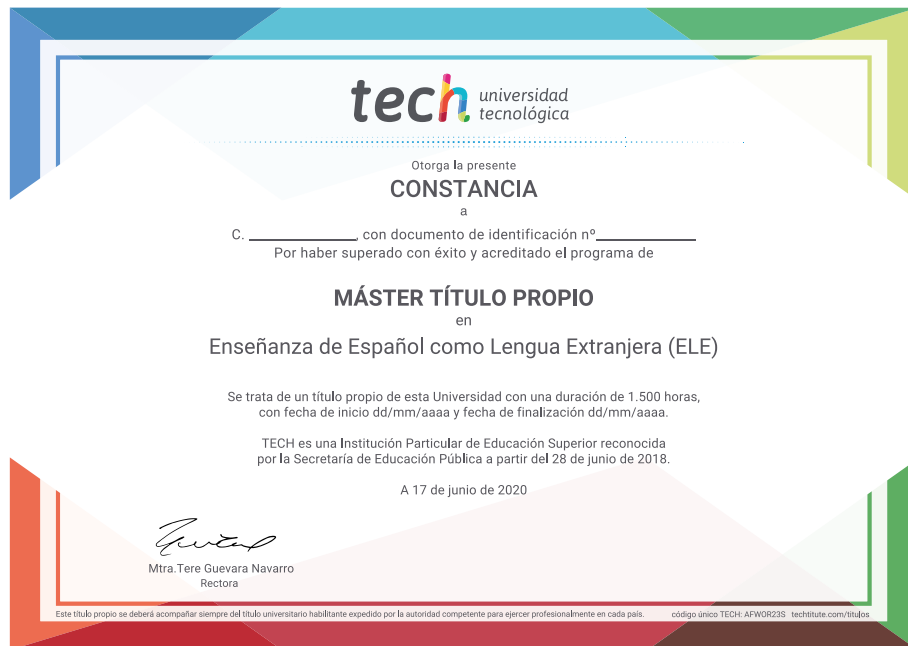 tech universidad
tecnológica
Otorga la presente
CONSTANCIA
a
C. ____________, con documento de identificación nº___________
Por haber superado con éxito y acreditado el programa de
MÁSTER TÍTULO PROPIO
en
Enseñanza de Español como Lengua Extranjera (ELE)
Se trata de un título propio de esta Universidad con una duración de 1.500 horas,
con fecha de inicio dd/mm/aaaa y fecha de finalización dd/mm/aaaa.
TECH es una Institución Particular de Educación Superior reconocida
por la Secretaría de Educación Pública a partir del 28 de junio de 2018.
A 17 de junio de 2020
Mtra.Tere Guevara Navarro
Rectora
Este título propio se deberá acompañar siempre del título universitario habilitante expedido por la autoridad competente para ejercer profesionalmente en cada país. código único TECH: AFWOR23S techtitute.com/titulos